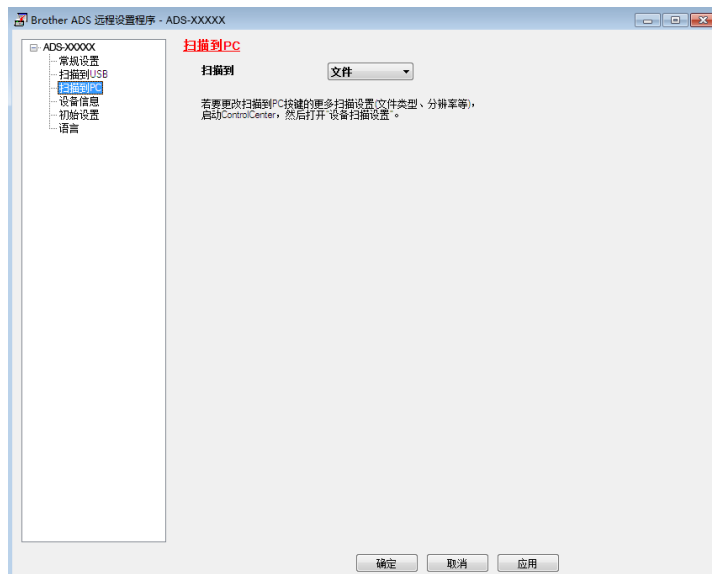 Brother ADS 远程设置程序 - ADS-XXXXX
ADS-XXXXX
常规设置
扫描到USB
扫描到PC
设备信息
初始设置
语言
扫描到PC
扫描到 文件
若要更改扫描到PC按键的更多扫描设置(文件类型、分辨率等)，
启动ControlCenter，然后打开“设备扫描设置”。
确定 取消 应用